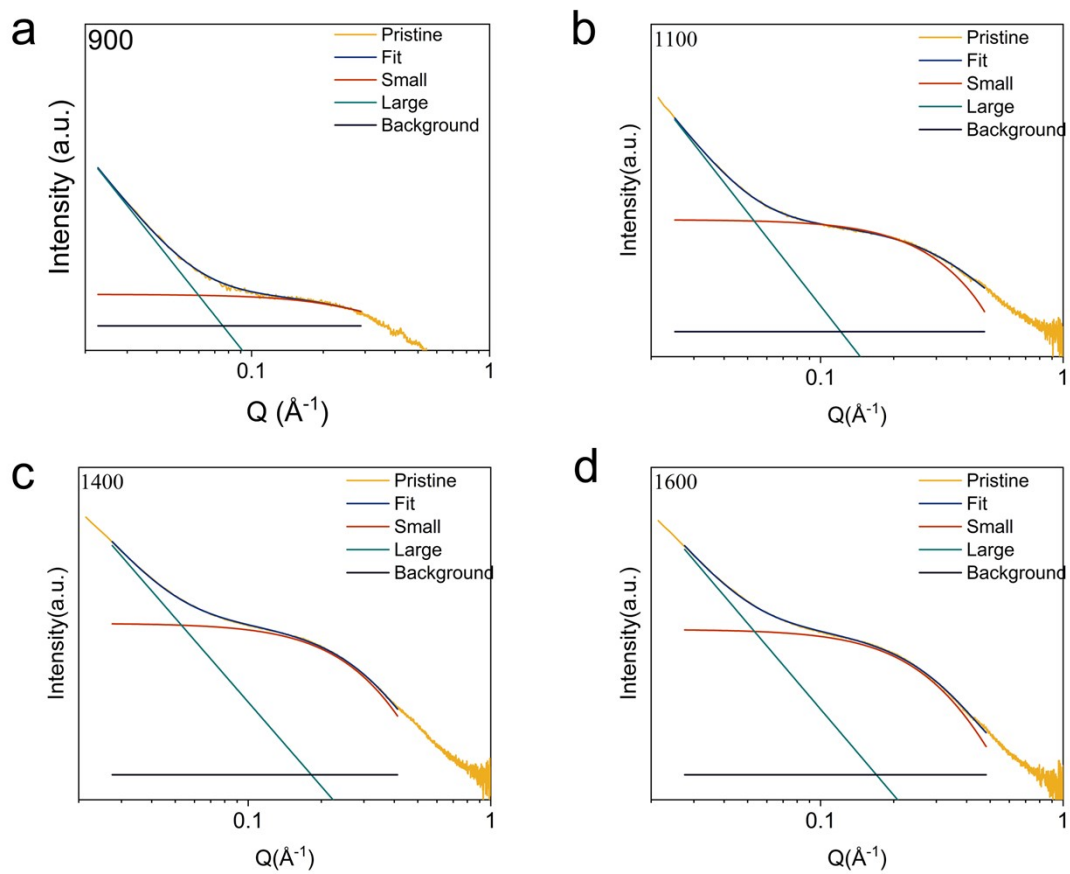 a
900
Pristine
Fit
Small
Large
Background
Intensity (a.u.)
0.1
1
Q (Å-1)
b
1100
Pristine
Fit
Small
Large
Background
Intensity(a.u.)
0.1
1
Q(Å-1)
c
1400
Pristine
Fit
Small
Large
Background
Intensity(a.u.)
0.1
1
Q(Å-1)
d
1600
Pristine
Fit
Small
Large
Background
Intensity(a.u.)
0.1
1
Q(Å-1)